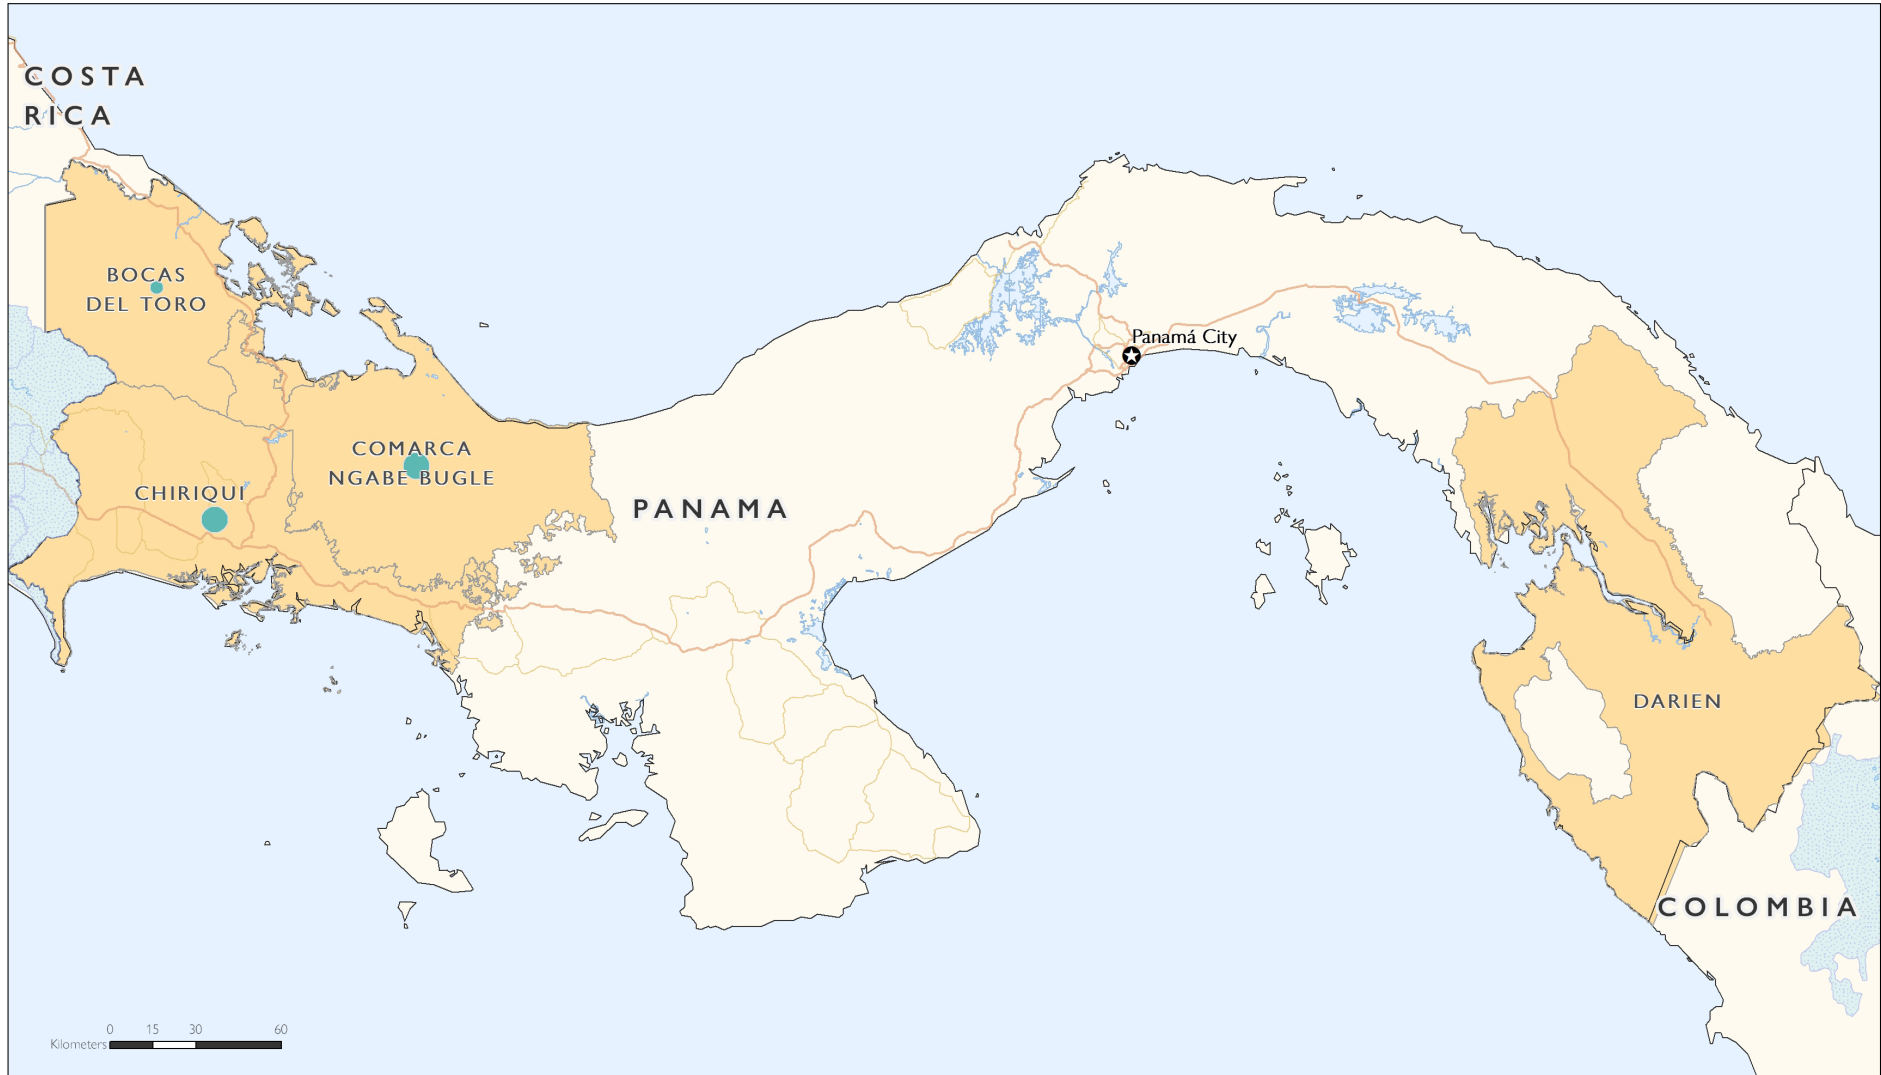 COSTA
RICA
BOCAS
DEL TORO
Panamá City
COMARCA
NGABE BUGLE
CHIRIQUI
PANAMA
DARIEN
COLOMBIA
0 15 30 60
Kilometers